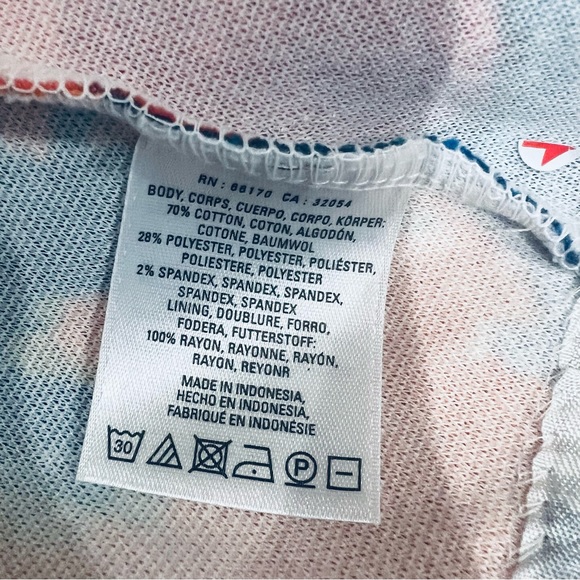 RN : 66170 CA : 32054
BODY, CORPS, CUERPO, CORPO, KÖRPER:
70% COTTON, COTON, ALGODÓN,
COTONE, BAUMWOL
28% POLYESTER, POLYESTER, POLIÉSTER,
POLIESTERE, POLYESTER
2% SPANDEX, SPANDEX, SPANDEX,
SPANDEX, SPANDEX
LINING, DOUBLURE, FORRO,
FODERA, FUTTERSTOFF:
100% RAYON, RAYONNE, RAYÓN,
RAYON, REYONR
MADE IN INDONESIA,
HECHO EN INDONESIA,
FABRIQUÉ EN INDONÉSIE
30 P